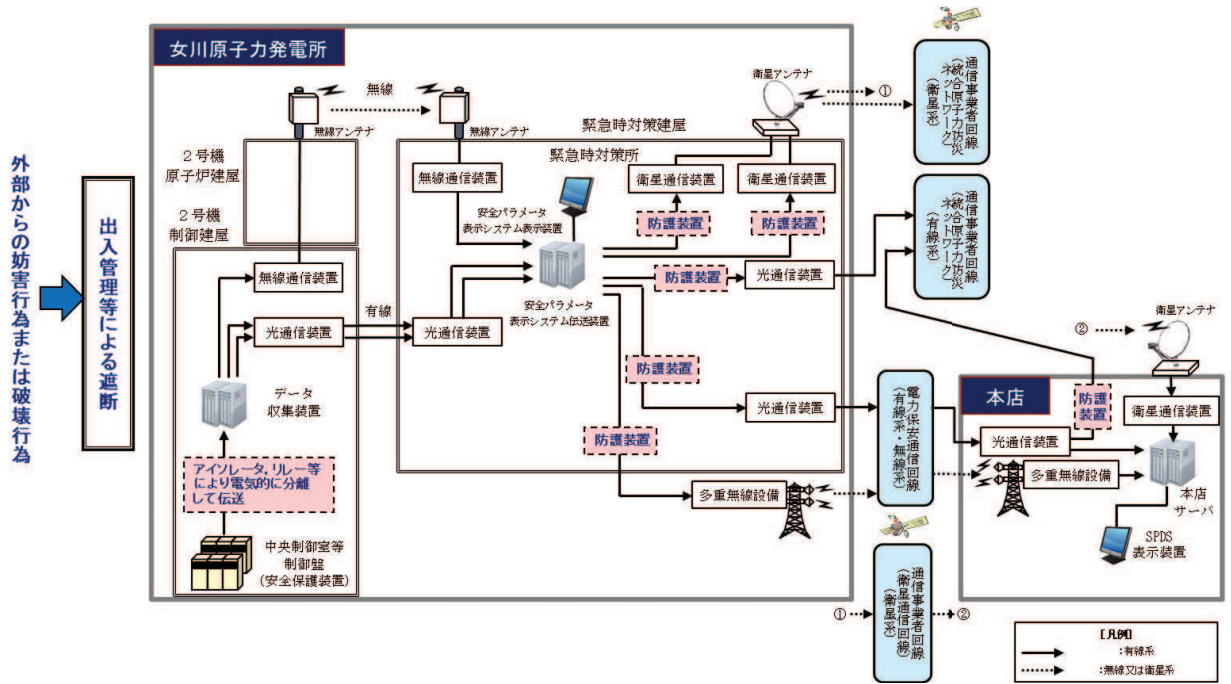 外部からの妨害行為または破壊行為
出入管理等による遮断
女川原子力発電所
無線
無線アンテナ
無線アンテナ
衛星アンテナ
①
通信事業者回線
(統合原子力防災
ネットワーク)
(衛星系)
2号機
原子炉建屋
緊急時対策建屋
緊急時対策所
無線通信装置
衛星通信装置
衛星通信装置
安全パラメータ
表示システム表示装置
防護装置
防護装置
通信事業者回線
(統合原子力防災
ネットワーク)
(有線系)
2号機
制御建屋
無線通信装置
防護装置
光通信装置
有線
安全パラメータ
表示システム伝送装置
光通信装置
光通信装置
②
衛星アンテナ
データ
収集装置
防護装置
光通信装置
電力保安通信回線
(有線系・無線系)
本店
防護
装置
衛星通信装置
防護装置
光通信装置
アイソレータ,リレー等
により電気的に分離
して伝送
多重無線設備
多重無線設備
本店
サーバ
中央制御室等
制御盤
(安全保護装置)
SPDS
表示装置
①
通信事業者回線
(衛星通信回線)
(衛星系)
②
[凡例]
:有線系
:無線又は衛星系